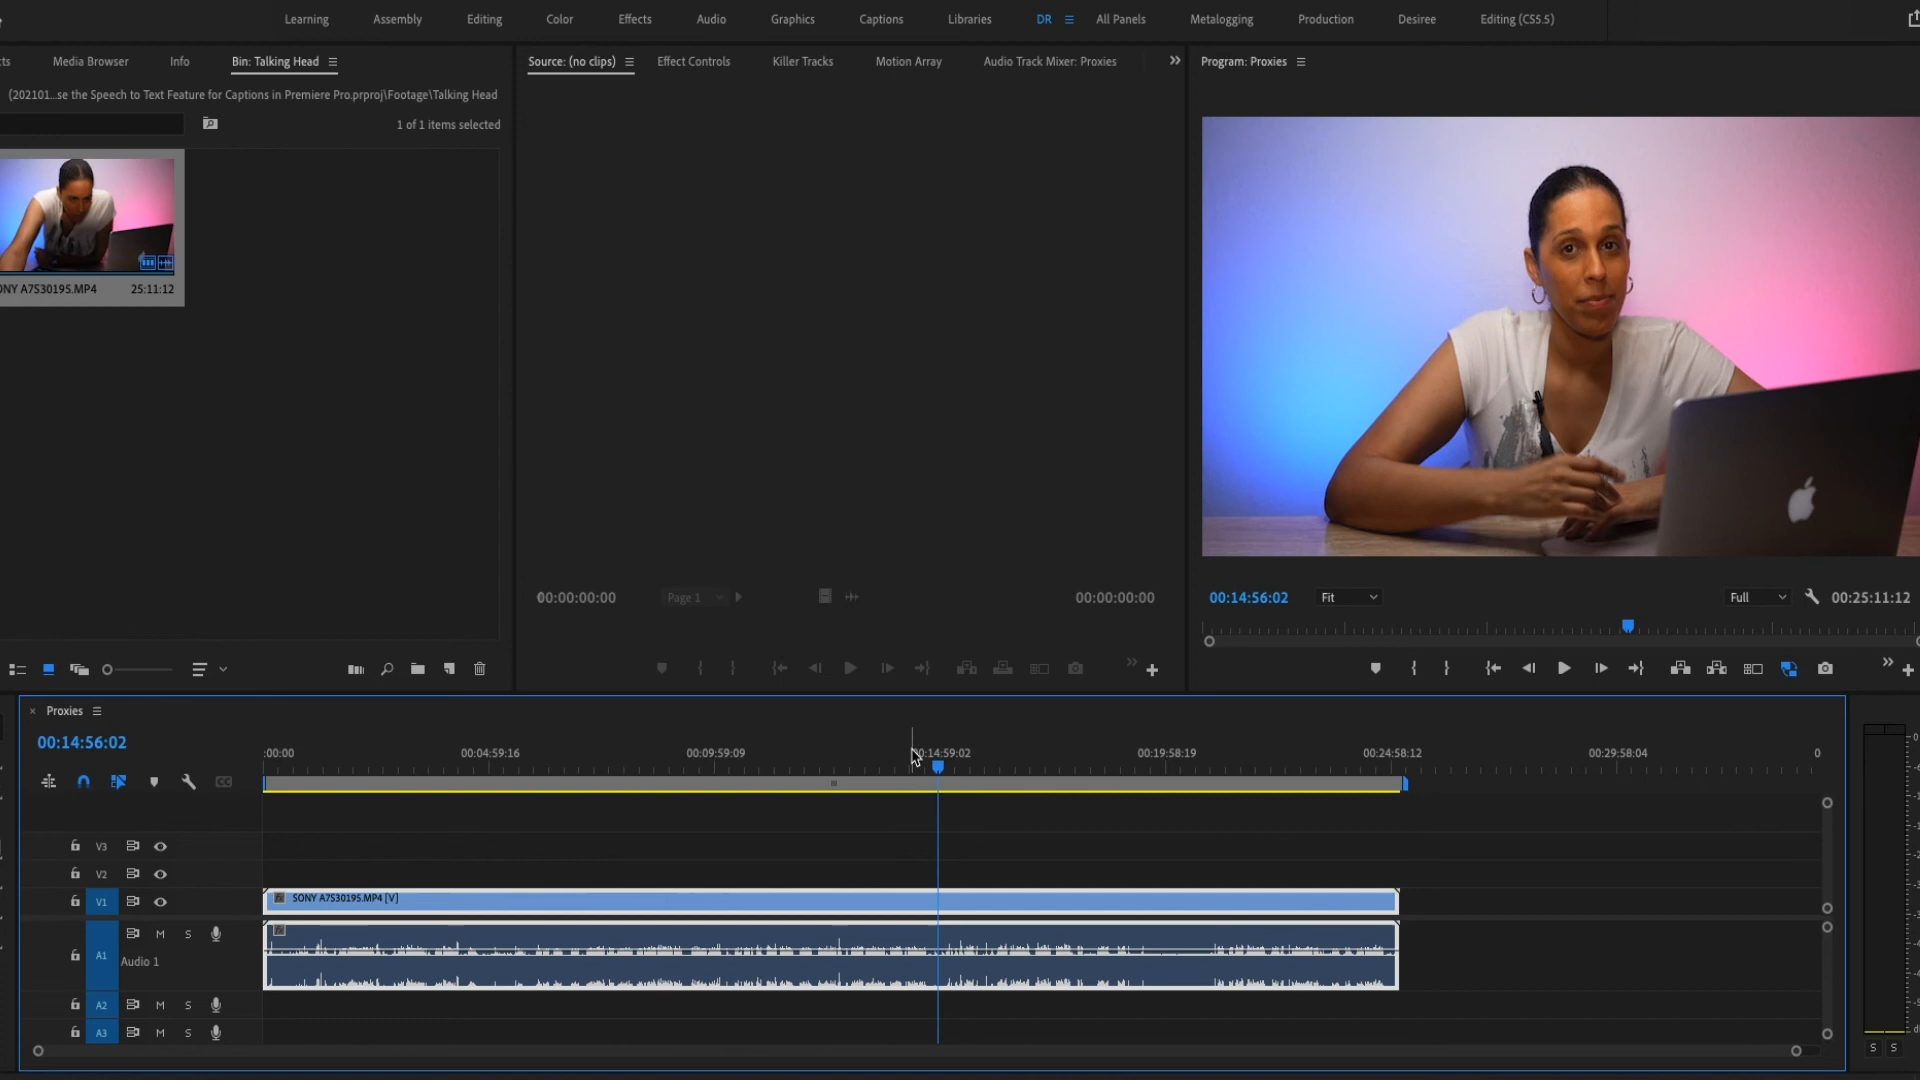 Learning Assembly Editing Color Effects Audio Graphics Captions Libraries DR All Panels Metalogging Production Desiree Editing (CS5.5)
Media Browser Info Bin: Talking Head
Source: (no clips) Effect Controls Killer Tracks Motion Array Audio Track Mixer: Proxies
Program: Proxies
(202101...se the Speech to Text Feature for Captions in Premiere Pro.prproj\Footage\Talking Head
1 of 1 items selected
ONY A7S30195.MP4 25:11:12
00:00:00:00 Page 1 00:00:00:00
00:14:56:02 Fit Full 00:25:11:12
Proxies
00:14:56:02
:00:00 00:04:59:16 00:09:59:09 00:14:59:02 00:19:58:19 00:24:58:12 00:29:58:04 0
V3
V2
V1 SONY A7S30195.MP4 [V]
M S
A1 Audio 1
A2 M S
A3 M S
S S